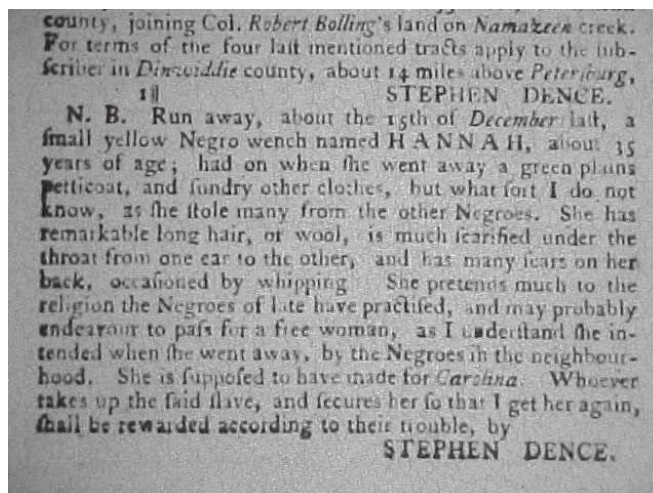 county, joining Col. Robert Bolling's land on Namazeen creek.
For terms of the four laſt mentioned tracts apply to the ſub-
ſcriber in Dinwiddie county, about 14 miles above Peterſburg,
STEPHEN DENCE.
N. B. Run away, about the 15th of December laſt, a
ſmall yellow Negro wench named HANNAH, about 35
years of age; had on when ſhe went away a green plains
petticoat, and ſundry other clothes, but what ſort I do not
know, as ſhe ſtole many from the other Negroes. She has
remarkable long hair, or wool, is much ſcarified under the
throat from one ear to the other, and has many ſcars on her
back, occaſioned by whipping. She pretends much to the
religion the Negroes of late have practiſed, and may probably
endeavour to paſs for a free woman, as I underſtand ſhe in-
tended when ſhe went away, by the Negroes in the neighbour-
hood. She is ſuppoſed to have made for Carolina. Whoever
takes up the ſaid ſlave, and ſecures her ſo that I get her again,
ſhall be rewarded according to their trouble, by
STEPHEN DENCE.